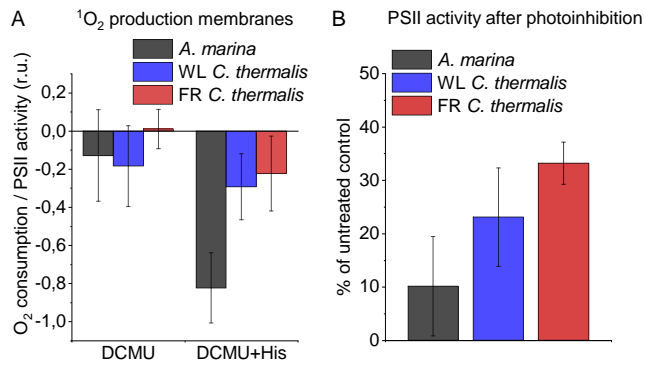 A
¹O₂ production membranes
A. marina
WL C. thermalis
FR C. thermalis
O₂ consumption / PSII activity (r.u.)
0,2
0,0
-0,2
-0,4
-0,6
-0,8
-1,0
DCMU
DCMU+His
B
PSII activity after photoinhibition
A. marina
WL C. thermalis
FR C. thermalis
% of untreated control
50
40
30
20
10
0